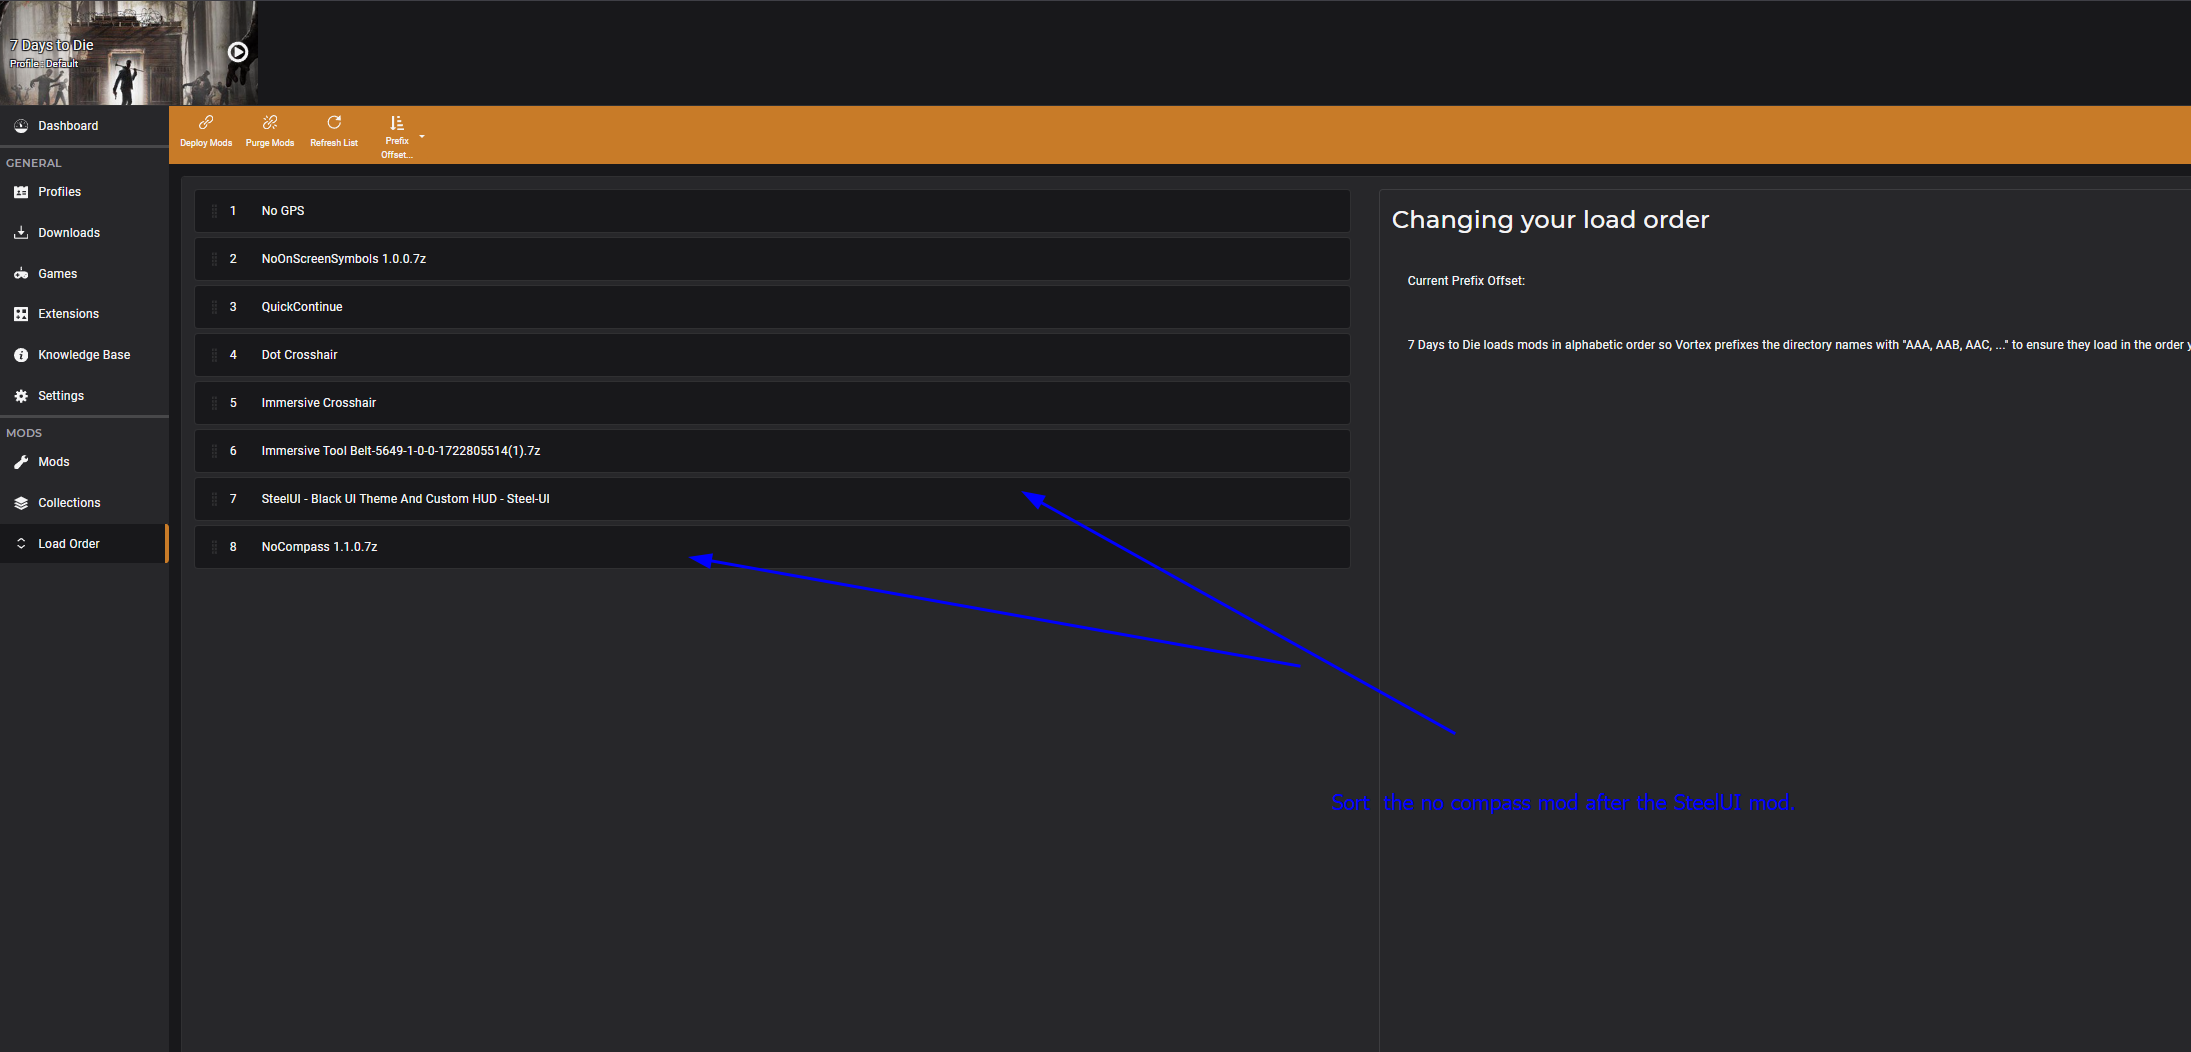 7 Days to Die
Profile : Default
Dashboard
GENERAL
Profiles
Downloads
Games
Extensions
Knowledge Base
Settings
MODS
Mods
Collections
Load Order
Deploy Mods
Purge Mods
Refresh List
Prefix
Offset...
1 No GPS
2 NoOnScreenSymbols 1.0.0.7z
3 QuickContinue
4 Dot Crosshair
5 Immersive Crosshair
6 Immersive Tool Belt-5649-1-0-0-1722805514(1).7z
7 SteelUI - Black UI Theme And Custom HUD - Steel-UI
8 NoCompass 1.1.0.7z
Changing your load order
Current Prefix Offset:
7 Days to Die loads mods in alphabetic order so Vortex prefixes the directory names with "AAA, AAB, AAC, ..." to ensure they load in the order y
Sort the no compass mod after the SteelUI mod.